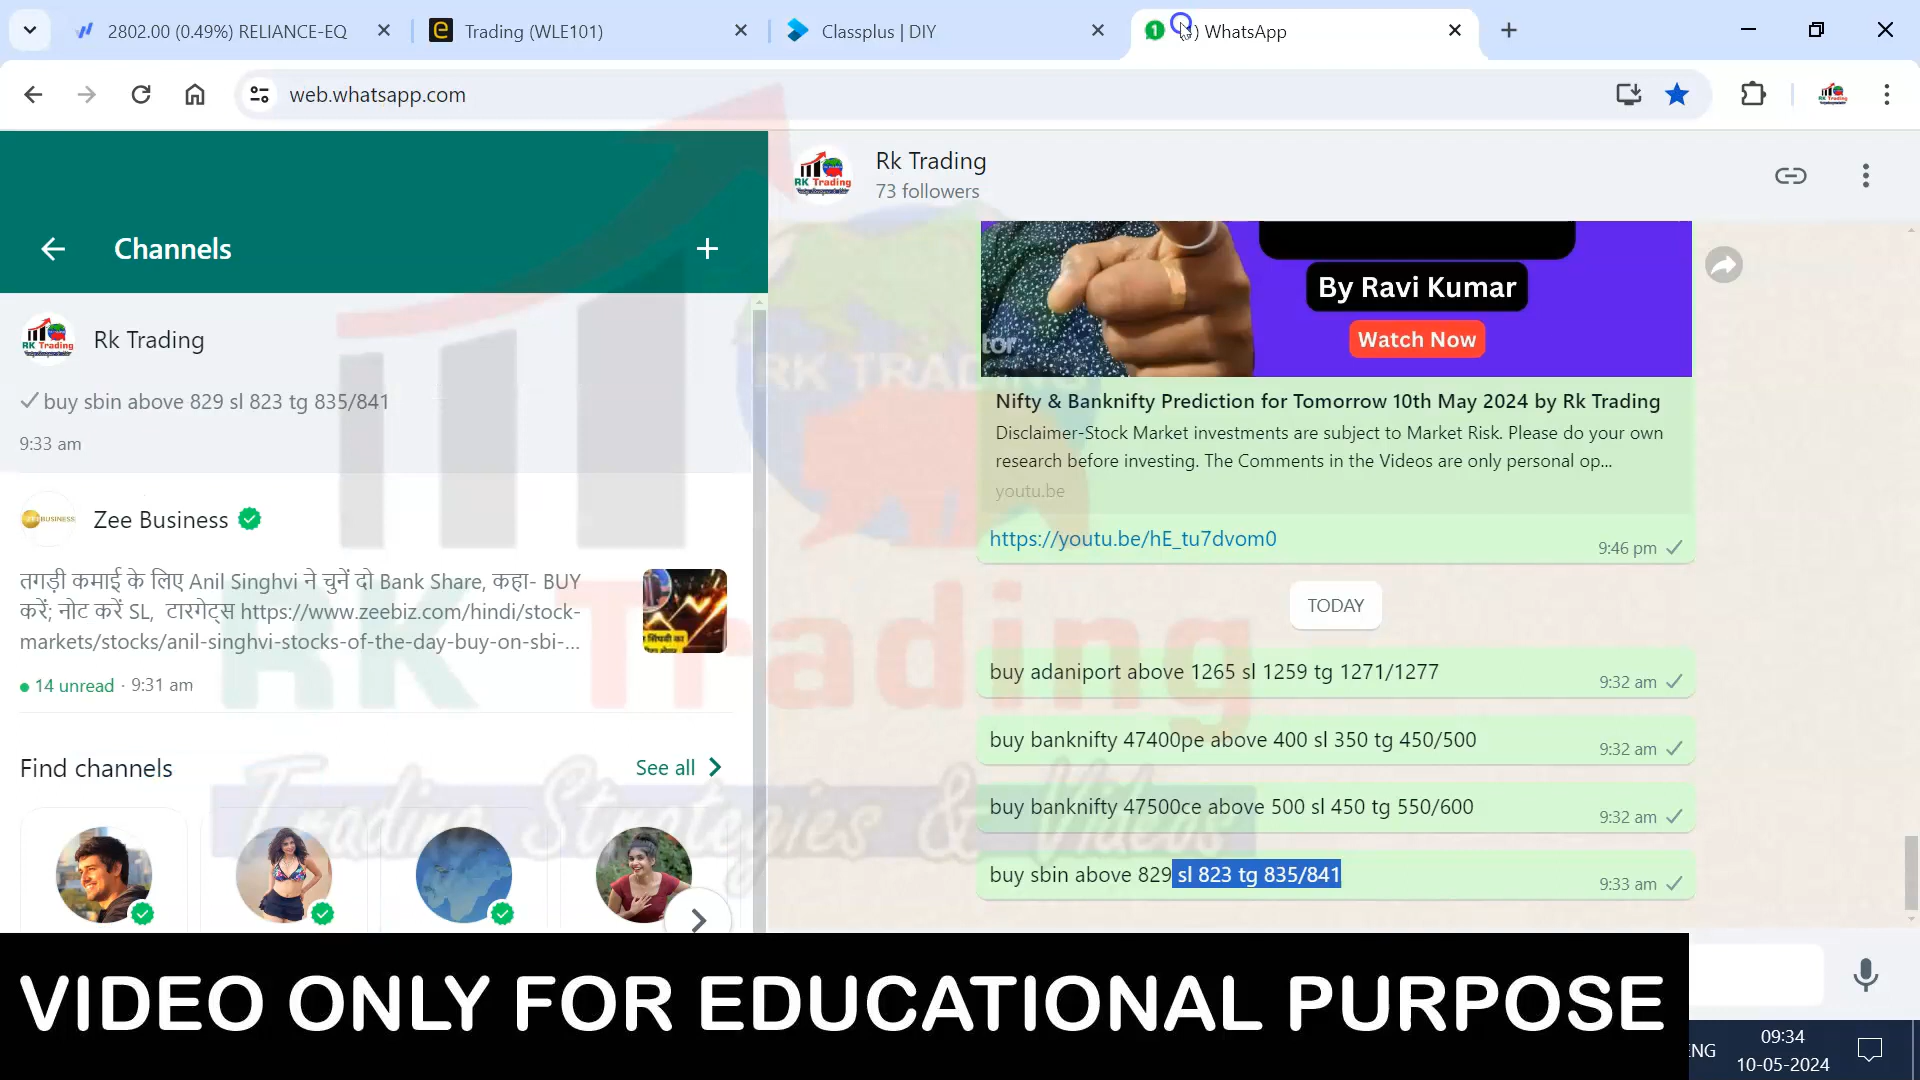 2802.00 (0.49%) RELIANCE-EQ
Trading (WLE101)
Classplus | DIY
) WhatsApp
web.whatsapp.com
Channels
Rk Trading
buy sbin above 829 sl 823 tg 835/841
9:33 am
Zee Business
तगड़ी कमाई के लिए Anil Singhvi ने चुनें दो Bank Share, कहा- BUY
करें; नोट करें SL, टारगेट्स https://www.zeebiz.com/hindi/stock-
markets/stocks/anil-singhvi-stocks-of-the-day-buy-on-sbi-...
14 unread · 9:31 am
Find channels
See all
Rk Trading
73 followers
By Ravi Kumar
Watch Now
Nifty & Banknifty Prediction for Tomorrow 10th May 2024 by Rk Trading
Disclaimer-Stock Market investments are subject to Market Risk. Please do your own
research before investing. The Comments in the Videos are only personal op...
youtu.be
https://youtu.be/hE_tu7dvom0
9:46 pm
TODAY
buy adaniport above 1265 sl 1259 tg 1271/1277
9:32 am
buy banknifty 47400pe above 400 sl 350 tg 450/500
9:32 am
buy banknifty 47500ce above 500 sl 450 tg 550/600
9:32 am
buy sbin above 829 sl 823 tg 835/841
9:33 am
RK TRADING
RK Trading
Trading Strategies & Videos
VIDEO ONLY FOR EDUCATIONAL PURPOSE
ENG
09:34
10-05-2024